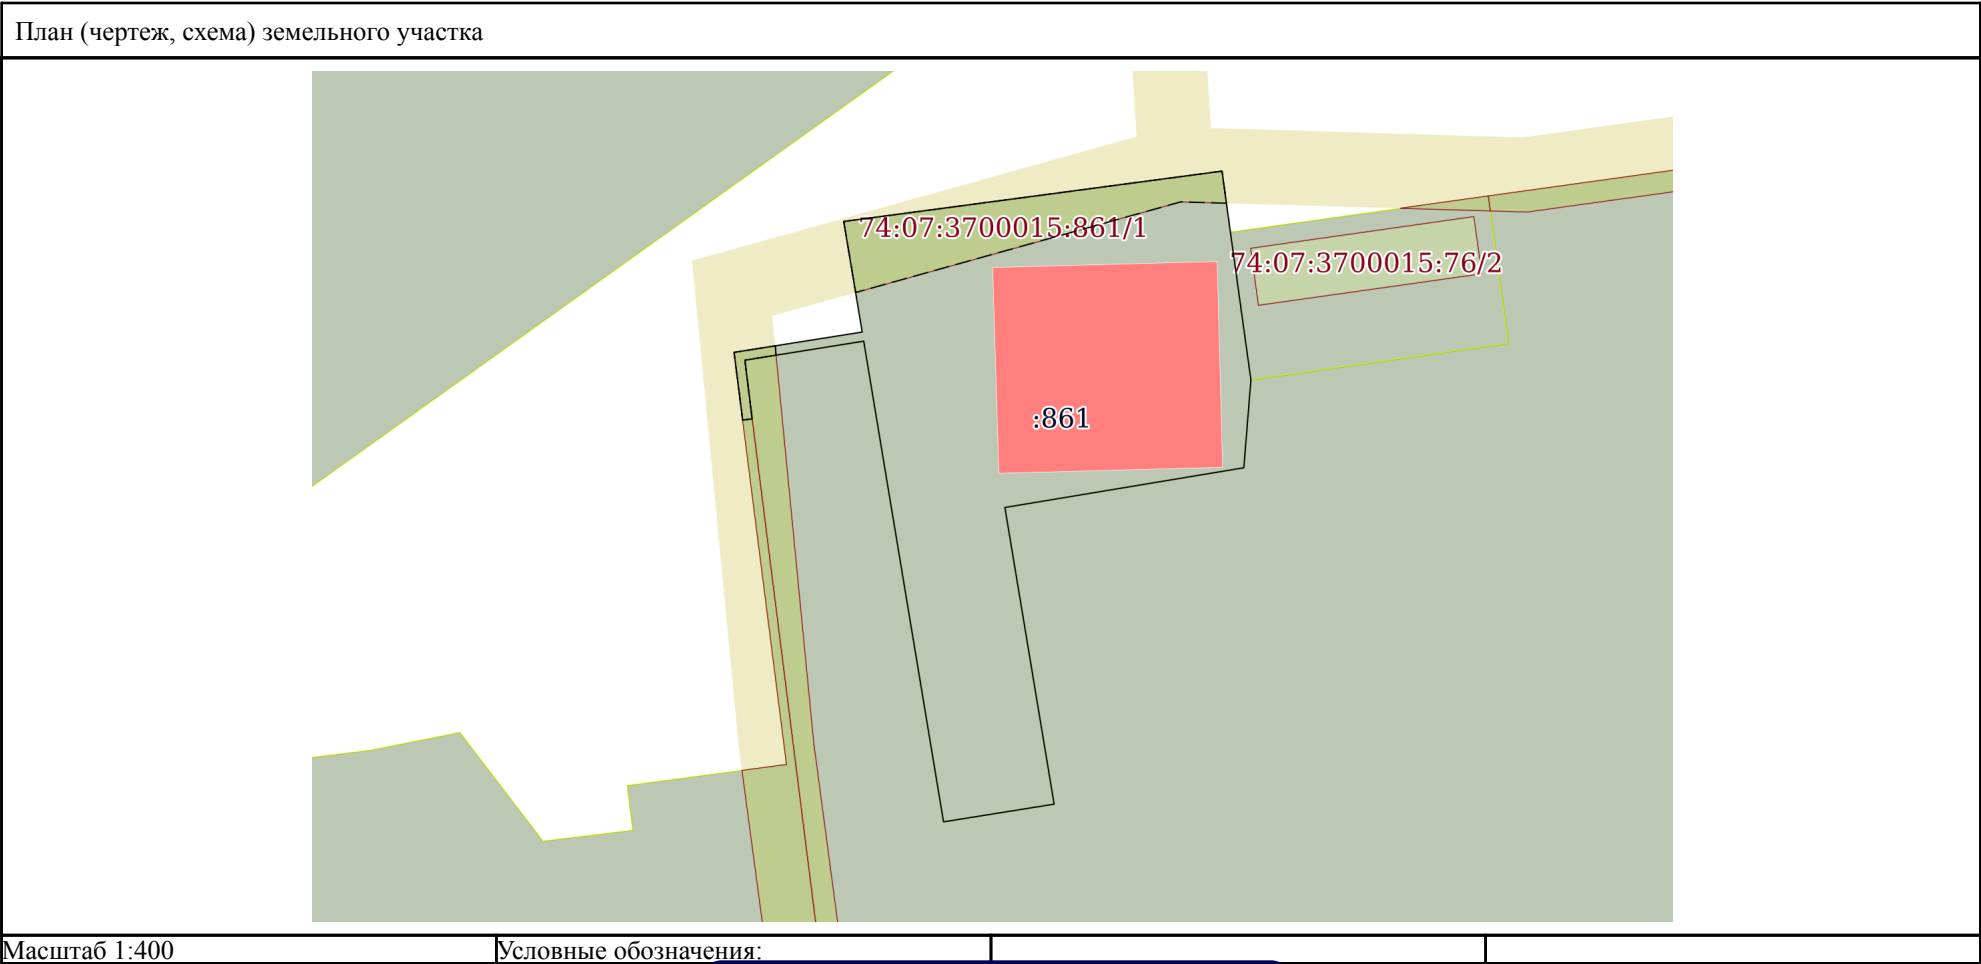 План (чертеж, схема) земельного участка
74:07:3700015:861/1
74:07:3700015:76/2
:861
Масштаб 1:400
Условные обозначения: